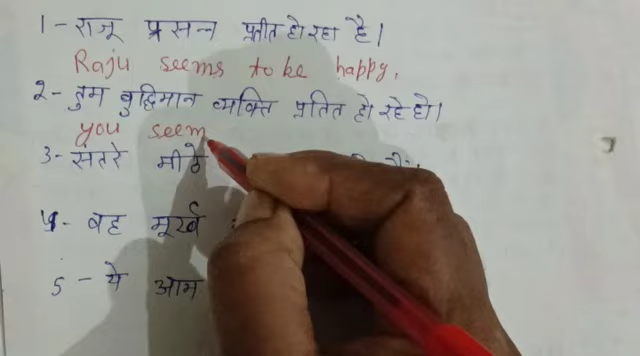 1- राजू प्रसन्न प्रतीत हो रहा है।
Raju seems to be happy.
२- तुम बुद्धिमान व्यक्ति प्रतित हो रहे हो।
you seem
3- संतरे मीठे
4- वह मूर्ख
5 - ये आम